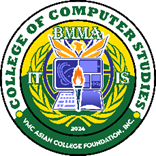 COLLEGE OF COMPUTER STUDIES
BMMA
IT IS
2024
VMC ASIAN COLLEGE FOUNDATION, INC.